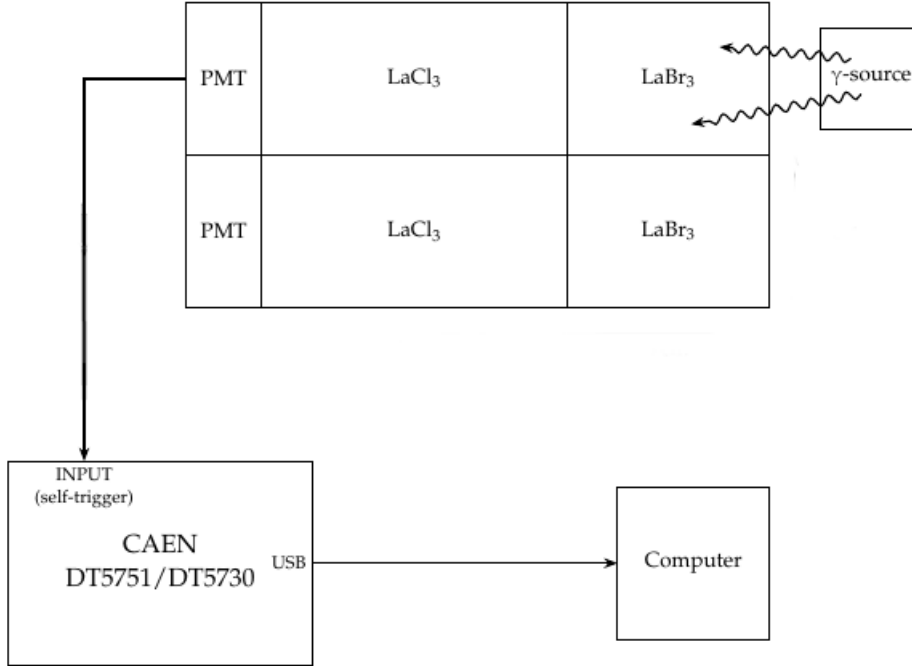 PMT
LaCl₃
LaBr₃
γ-source
PMT
LaCl₃
LaBr₃
INPUT
(self-trigger)
CAEN
DT5751/DT5730
USB
Computer